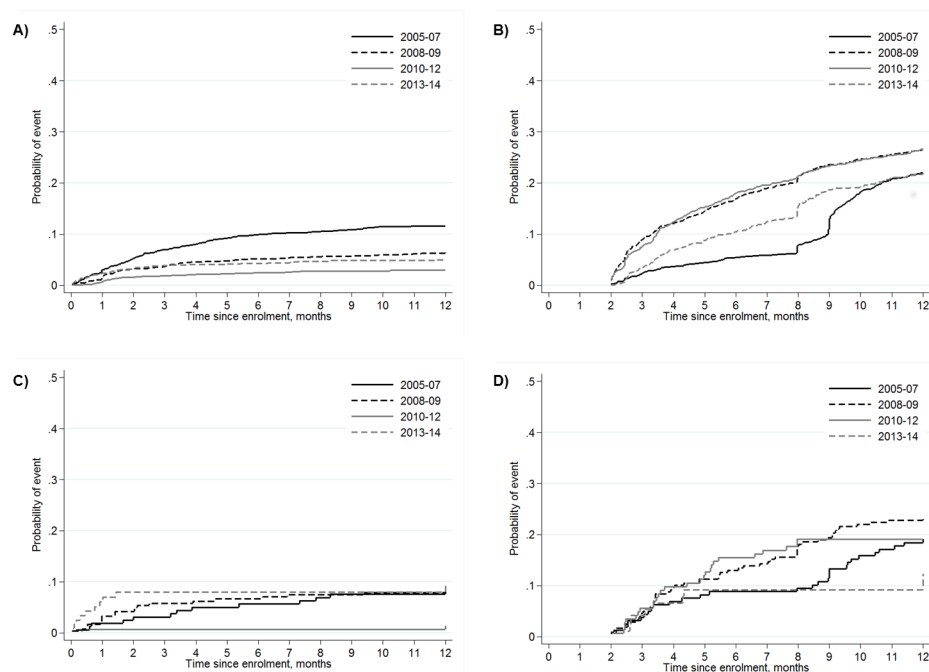 A)
Probability of event
.5
.4
.3
.2
.1
0
2005-07
2008-09
2010-12
2013-14
0 1 2 3 4 5 6 7 8 9 10 11 12
Time since enrolment, months
B)
Probability of event
.5
.4
.3
.2
.1
0
2005-07
2008-09
2010-12
2013-14
0 1 2 3 4 5 6 7 8 9 10 11 12
Time since enrolment, months
C)
Probability of event
.5
.4
.3
.2
.1
0
2005-07
2008-09
2010-12
2013-14
0 1 2 3 4 5 6 7 8 9 10 11 12
Time since enrolment, months
D)
Probability of event
.5
.4
.3
.2
.1
0
2005-07
2008-09
2010-12
2013-14
0 1 2 3 4 5 6 7 8 9 10 11 12
Time since enrolment, months